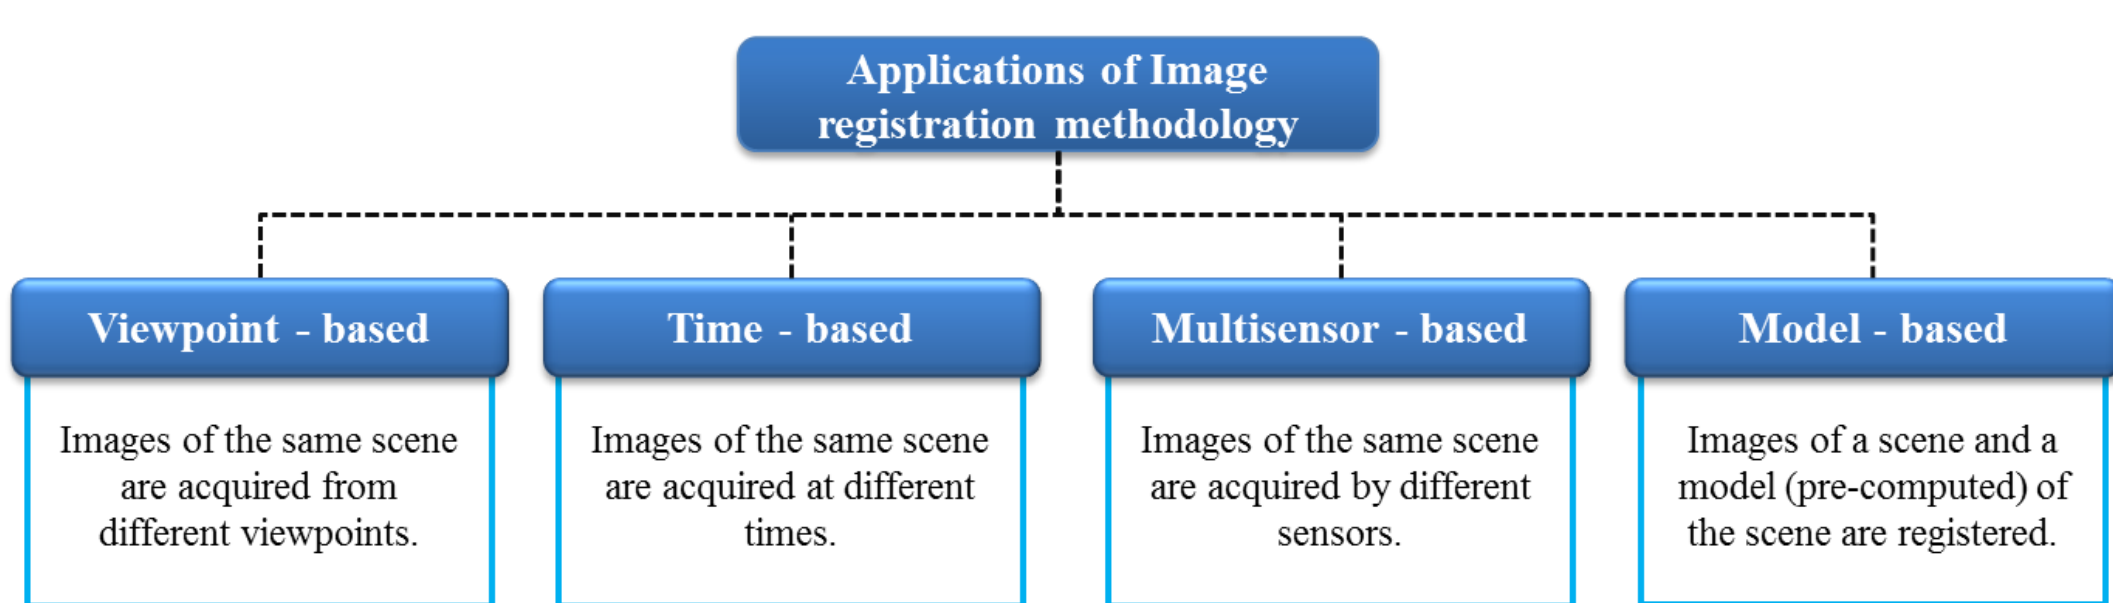 Applications of Image
registration methodology
Viewpoint - based
Images of the same scene
are acquired from
different viewpoints.
Time - based
Images of the same scene
are acquired at different
times.
Multisensor - based
Images of the same scene
are acquired by different
sensors.
Model - based
Images of a scene and a
model (pre-computed) of
the scene are registered.